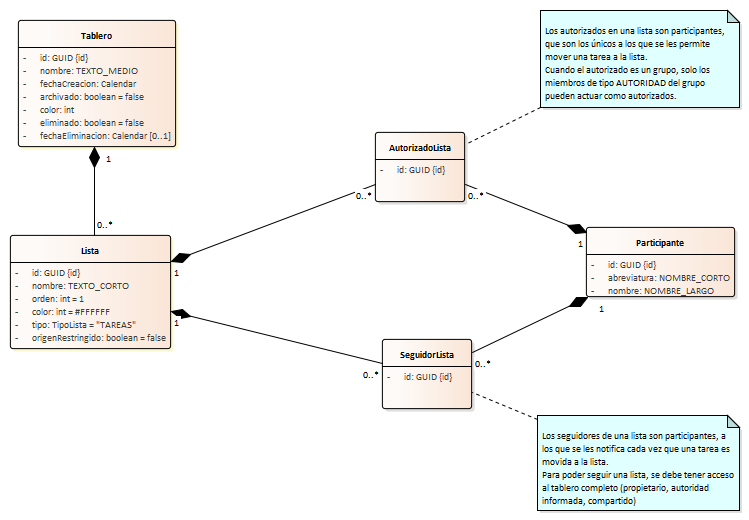 Tablero
- id: GUID {id}
- nombre: TEXTO_MEDIO
- fechaCreacion: Calendar
- archivado: boolean = false
- color: int
- eliminado: boolean = false
- fechaEliminacion: Calendar [0..1]
1
0..*
Lista
- id: GUID {id}
- nombre: TEXTO_CORTO
- orden: int = 1
- color: int = #FFFFFF
- tipo: TipoLista = "TAREAS"
- origenRestringido: boolean = false
1
1
0..*
0..*
AutorizadoLista
- id: GUID {id}
0..*
1
Participante
- id: GUID {id}
- abreviatura: NOMBRE_CORTO
- nombre: NOMBRE_LARGO
1
0..*
SeguidorLista
- id: GUID {id}
Los autorizados en una lista son participantes,
que son los únicos a los que se les permite
mover una tarea a la lista.
Cuando el autorizado es un grupo, solo los
miembros de tipo AUTORIDAD del grupo
pueden actuar como autorizados.
Los seguidores de una lista son participantes, a
los que se les notifica cada vez que una tarea es
movida a la lista.
Para poder seguir una lista, se debe tener acceso
al tablero completo (propietario, autoridad
informada, compartido)